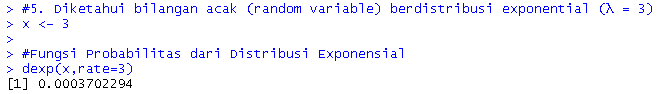 > #5. Diketahui bilangan acak (random variable) berdistribusi exponential (λ = 3)
> x <- 3
>
> #Fungsi Probabilitas dari Distribusi Exponensial
> dexp(x,rate=3)
[1] 0.0003702294